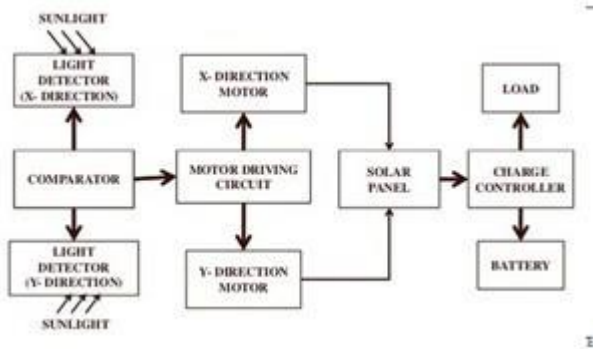 SUNLIGHT
LIGHT
DETECTOR
(X- DIRECTION)
X- DIRECTION
MOTOR
LOAD
COMPARATOR
MOTOR DRIVING
CIRCUIT
SOLAR
PANEL
CHARGE
CONTROLLER
LIGHT
DETECTOR
(Y- DIRECTION)
Y- DIRECTION
MOTOR
BATTERY
SUNLIGHT